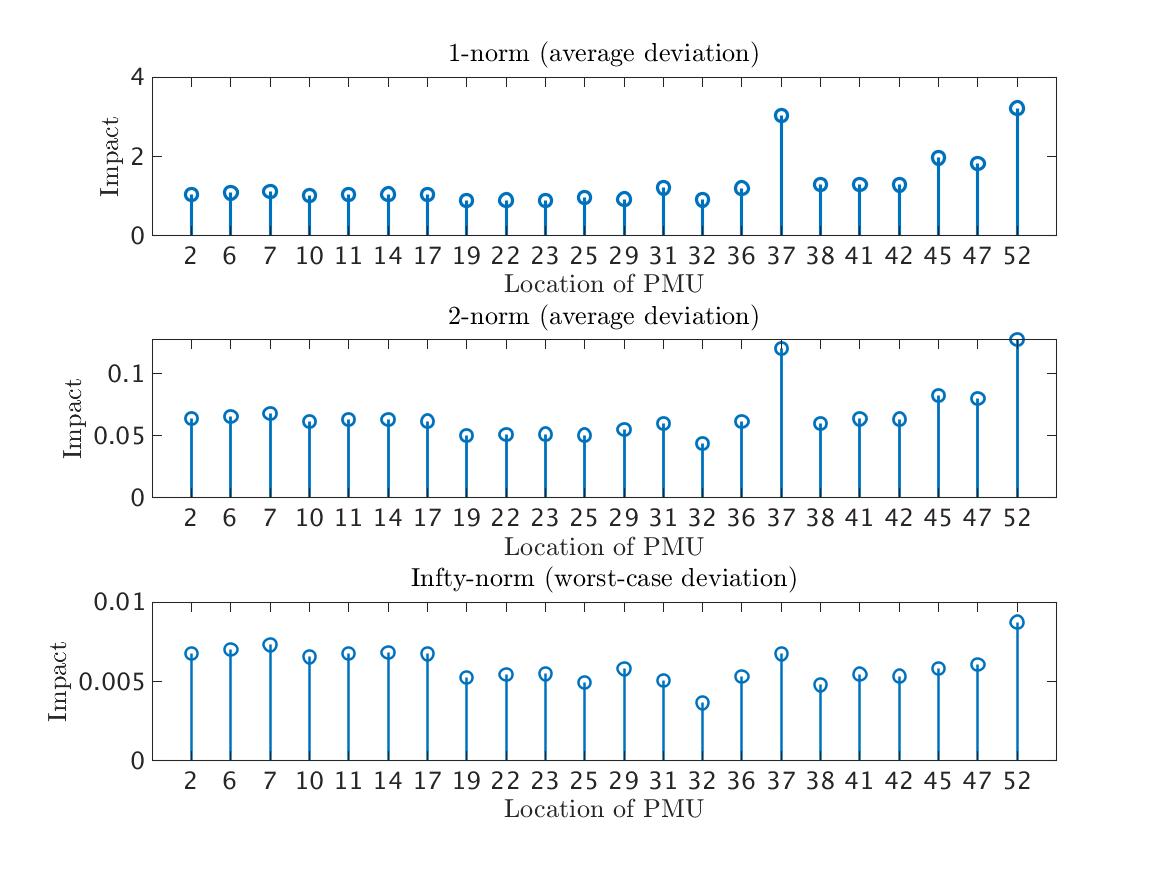 1-norm (average deviation)
4
2
0
Impact
2 6 7 10 11 14 17 19 22 23 25 29 31 32 36 37 38 41 42 45 47 52
Location of PMU
2-norm (average deviation)
0.1
0.05
0
Impact
2 6 7 10 11 14 17 19 22 23 25 29 31 32 36 37 38 41 42 45 47 52
Location of PMU
Infty-norm (worst-case deviation)
0.01
0.005
0
Impact
2 6 7 10 11 14 17 19 22 23 25 29 31 32 36 37 38 41 42 45 47 52
Location of PMU